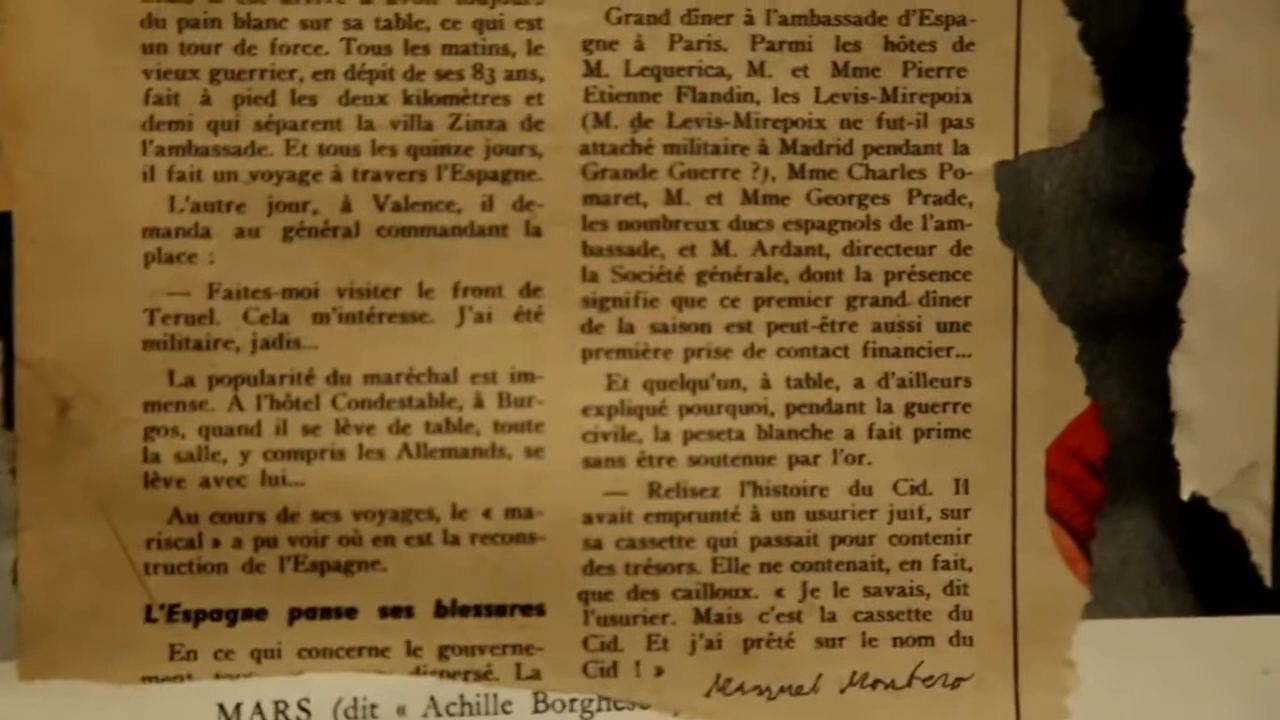 du pain blanc sur sa table, ce qui est
un tour de force. Tous les matins, le
vieux guerrier, en dépit de ses 83 ans,
fait à pied les deux kilomètres et
demi qui séparent la villa Zinza de
l'ambassade. Et tous les quinze jours,
il fait un voyage à travers l'Espagne.
L'autre jour, à Valence, il de-
manda au général commandant la
place :
— Faites-moi visiter le front de
Teruel. Cela m'intéresse. J'ai été
militaire, jadis...
La popularité du maréchal est im-
mense. A l'hôtel Condestable, à Bur-
gos, quand il se lève de table, toute
la salle, y compris les Allemands, se
lève avec lui...
Au cours de ses voyages, le « ma-
riscal » a pu voir où en est la recons-
truction de l'Espagne.
L'Espagne panse ses blessures
En ce qui concerne le gouverne-
dispersé. La
Grand dîner à l'ambassade d'Espa-
gne à Paris. Parmi les hôtes de
M. Lequerica, M. et Mme Pierre
Etienne Flandin, les Levis-Mirepoix
(M. de Levis-Mirepoix ne fut-il pas
attaché militaire à Madrid pendant la
Grande Guerre ?), Mme Charles Po-
maret, M. et Mme Georges Prade,
les nombreux ducs espagnols de l'am-
bassade, et M. Ardant, directeur de
la Société générale, dont la présence
signifie que ce premier grand dîner
de la saison est peut-être aussi une
première prise de contact financier...
Et quelqu'un, à table, a d'ailleurs
expliqué pourquoi, pendant la guerre
civile, la peseta blanche a fait prime
sans être soutenue par l'or.
— Relisez l'histoire du Cid. Il
avait emprunté à un usurier juif, sur
sa cassette qui passait pour contenir
des trésors. Elle ne contenait, en fait,
que des cailloux. « Je le savais, dit
l'usurier. Mais c'est la cassette du
Cid. Et j'ai prêté sur le nom du
Cid ! »
Manuel Montero
MARS (dit « Achille Borghese